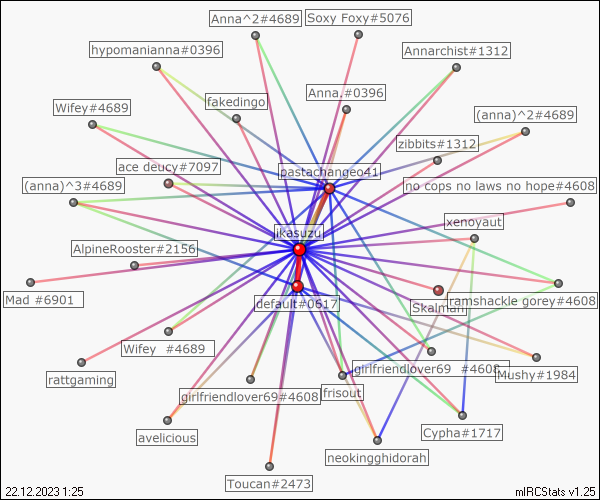 Anna^2#4689
Soxy Foxy#5076
hypomanianna#0396
Annarchist#1312
fakedingo
Anna.#0396
Wifey#4689
(anna)^2#4689
zibbits#1312
ace deucy#7097
pastachangeo41
(anna)^3#4689
no cops no laws no hope#4608
xenoyaut
ikasuzu
AlpineRooster#2156
Mad #6901
default#0617
Skalman
ramshackle gorey#4608
Wifey #4689
rattgaming
girlfriendlover69 #4608
Mushy#1984
girlfriendlover69#4608
frisout
avelicious
Cypha#1717
neokingghidorah
Toucan#2473
22.12.2023 1:25
mIRCStats v1.25